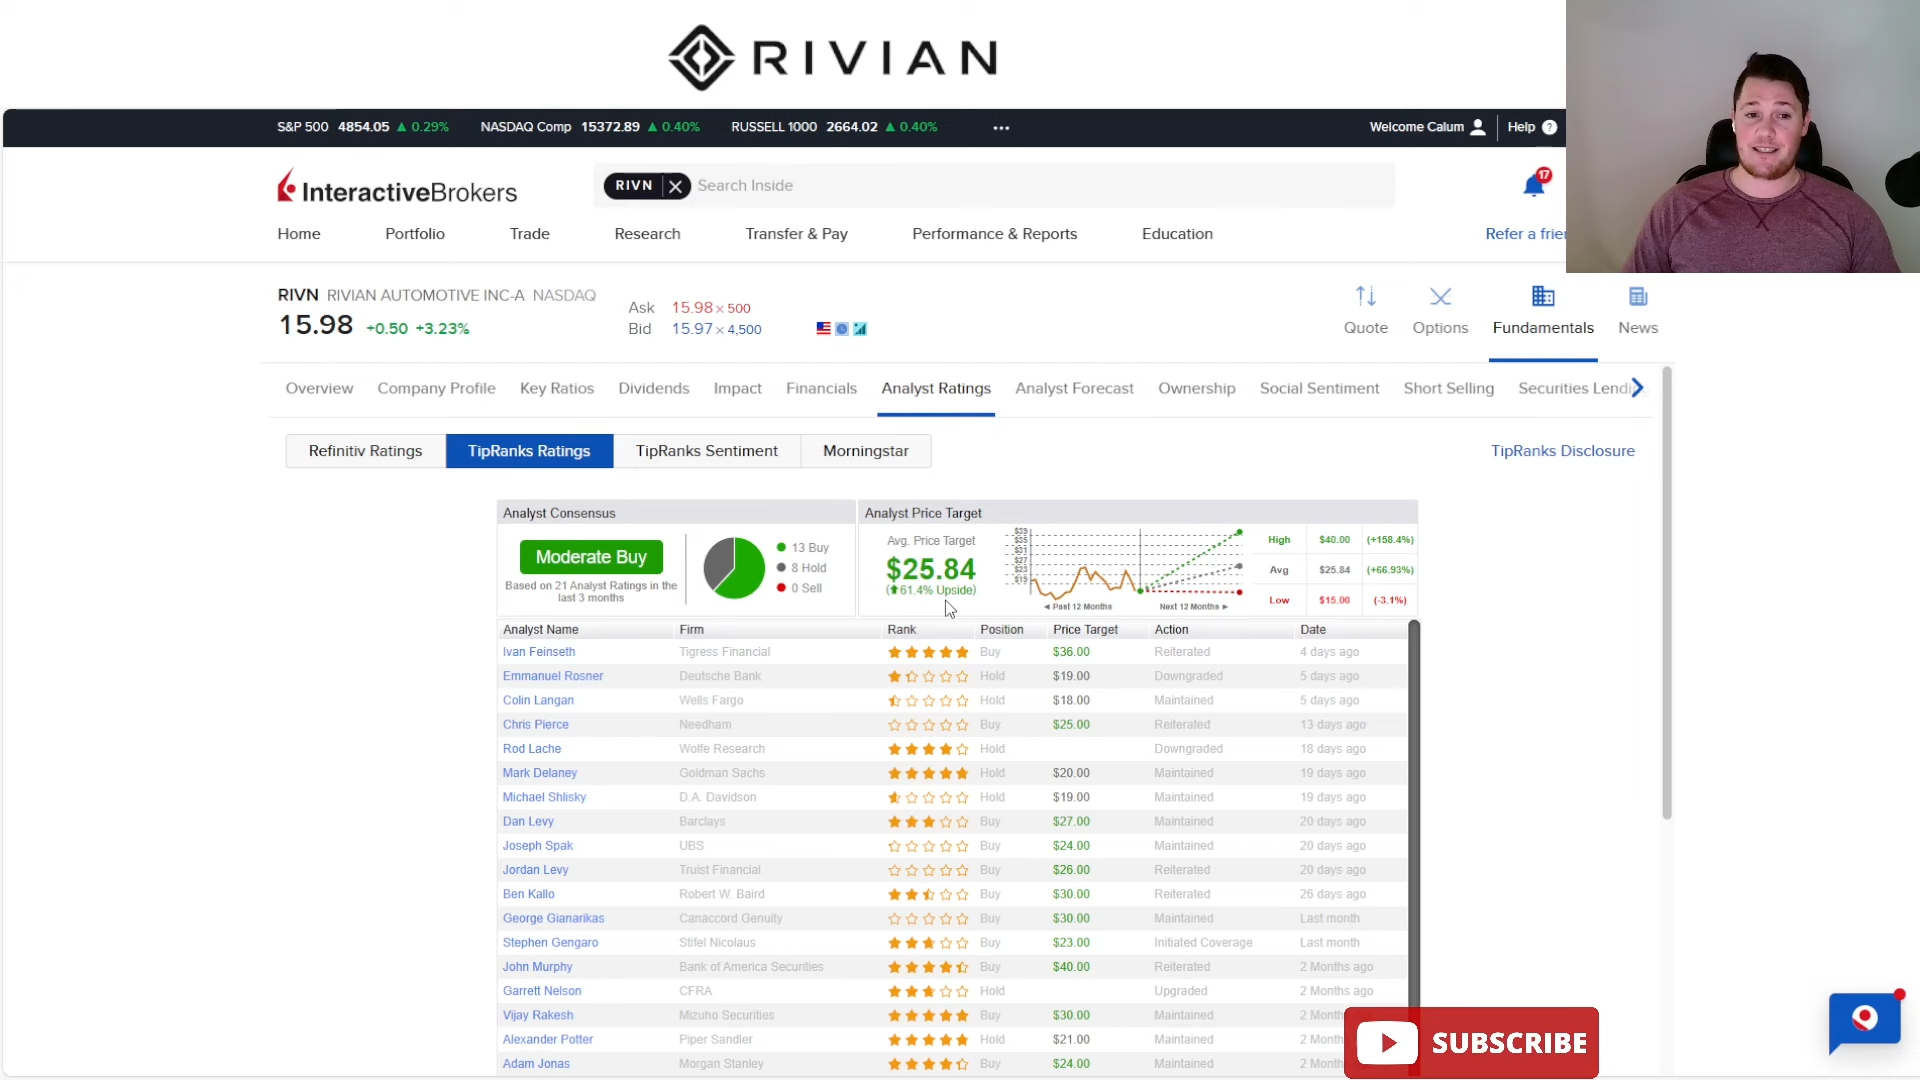 RIVIAN
S&P 500 4854.05 ▲ 0.29% NASDAQ Comp 15372.89 ▲ 0.40% RUSSELL 1000 2664.02 ▲ 0.40% ••• Welcome Calum Help ?
InteractiveBrokers RIVN X Search Inside 17
Home Portfolio Trade Research Transfer & Pay Performance & Reports Education Refer a frien
RIVN RIVIAN AUTOMOTIVE INC-A NASDAQ
15.98 +0.50 +3.23%
Ask 15.98 × 500
Bid 15.97 × 4,500
Quote Options Fundamentals News
Overview Company Profile Key Ratios Dividends Impact Financials Analyst Ratings Analyst Forecast Ownership Social Sentiment Short Selling Securities Lendi
Refinitiv Ratings TipRanks Ratings TipRanks Sentiment Morningstar TipRanks Disclosure
Analyst Consensus
Moderate Buy
Based on 21 Analyst Ratings in the
last 3 months
13 Buy
8 Hold
0 Sell
Analyst Price Target
Avg. Price Target
$25.84
(⬆61.4% Upside)
$39
$35
$31
$27
$23
$19
◄ Past 12 Months Next 12 Months ►
High $40.00 (+158.4%)
Avg $25.84 (+66.93%)
Low $15.00 (-3.1%)
Analyst Name Firm Rank Position Price Target Action Date
Ivan Feinseth Tigress Financial Buy $36.00 Reiterated 4 days ago
Emmanuel Rosner Deutsche Bank Hold $19.00 Downgraded 5 days ago
Colin Langan Wells Fargo Hold $18.00 Maintained 5 days ago
Chris Pierce Needham Buy $25.00 Reiterated 13 days ago
Rod Lache Wolfe Research Hold Downgraded 18 days ago
Mark Delaney Goldman Sachs Hold $20.00 Maintained 19 days ago
Michael Shlisky D.A. Davidson Hold $19.00 Maintained 19 days ago
Dan Levy Barclays Buy $27.00 Maintained 20 days ago
Joseph Spak UBS Buy $24.00 Maintained 20 days ago
Jordan Levy Truist Financial Buy $26.00 Reiterated 20 days ago
Ben Kallo Robert W. Baird Buy $30.00 Reiterated 26 days ago
George Gianarikas Canaccord Genuity Buy $30.00 Maintained Last month
Stephen Gengaro Stifel Nicolaus Buy $23.00 Initiated Coverage Last month
John Murphy Bank of America Securities Buy $40.00 Reiterated 2 Months ago
Garrett Nelson CFRA Hold Upgraded 2 Months ago
Vijay Rakesh Mizuho Securities Buy $30.00 Maintained 2 Month
Alexander Potter Piper Sandler Hold $21.00 Maintained 2 Mont
Adam Jonas Morgan Stanley Buy $24.00 Maintained 2 Mont
SUBSCRIBE